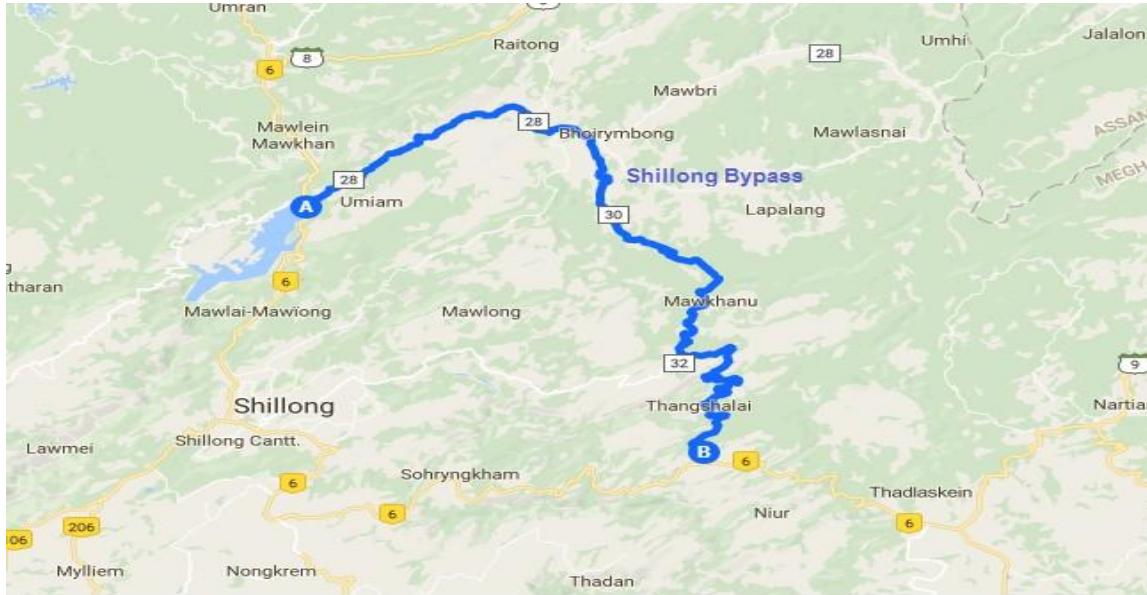 Umran
6
8
Raitong
28
Umhi
Jalalon
Mawbri
Mawlein
Mawkhan
28
Bhoirymbong
Mawlasnai
ASSAM
MEGH
28
Shillong Bypass
A
Umiam
30
Lapalang
6
tharan
Mawlai-Mawïong
Mawlong
Mawkhanu
32
9
Shillong
Thangshalai
Nartian
Shillong Cantt.
Lawmei
B
6
Sohryngkham
6
6
Thadlaskein
Niur
6
206
06
Mylliem
Nongkrem
Thadan